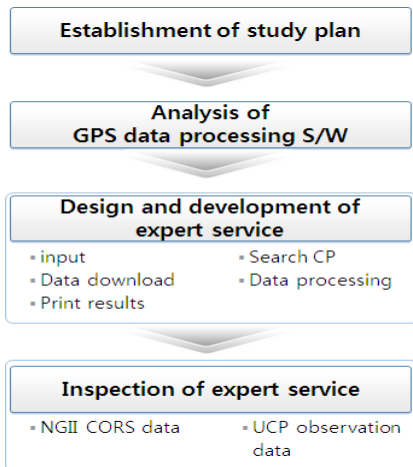 Establishment of study plan
Analysis of
GPS data processing S/W
Design and development of
expert service
▪ input
▪ Search CP
▪ Data download
▪ Data processing
▪ Print results
Inspection of expert service
▪ NGII CORS data
▪ UCP observation
data